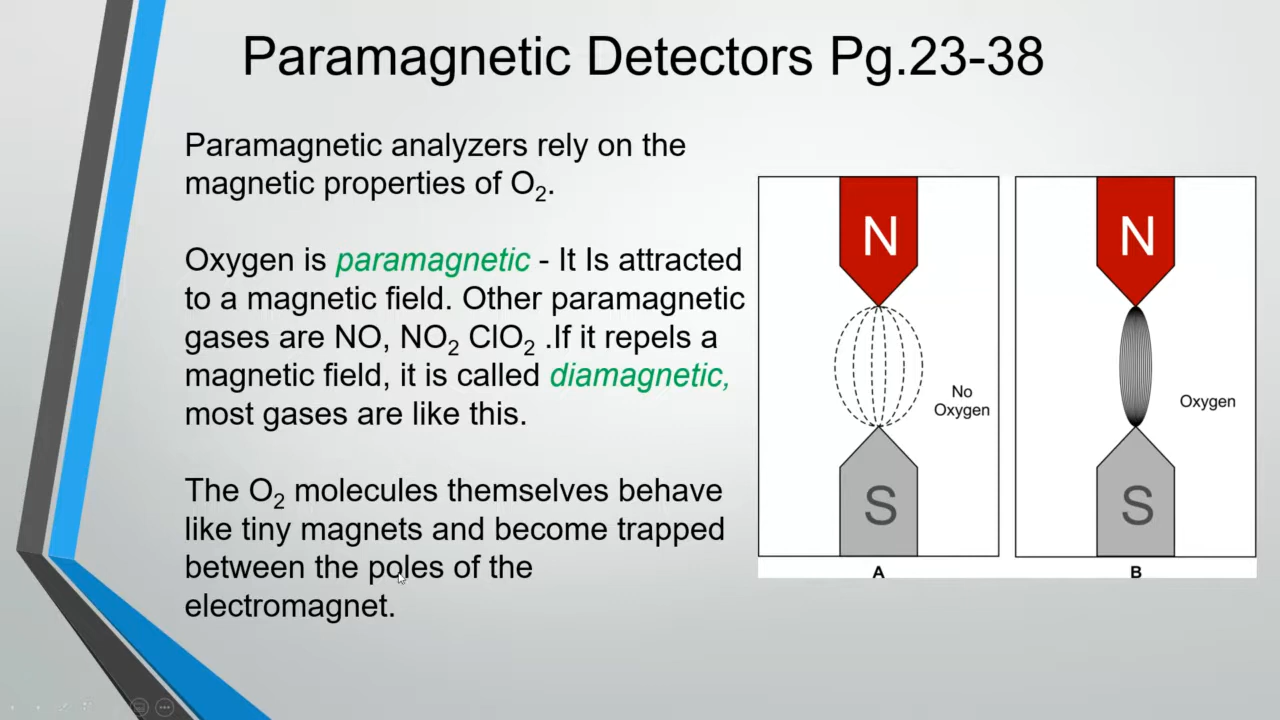 Paramagnetic Detectors Pg.23-38
Paramagnetic analyzers rely on the
magnetic properties of O₂.
Oxygen is paramagnetic - It Is attracted
to a magnetic field. Other paramagnetic
gases are NO, NO₂ ClO₂ .If it repels a
magnetic field, it is called diamagnetic,
most gases are like this.
The O₂ molecules themselves behave
like tiny magnets and become trapped
between the poles of the
electromagnet.
N
No
Oxygen
S
A
N
Oxygen
S
B